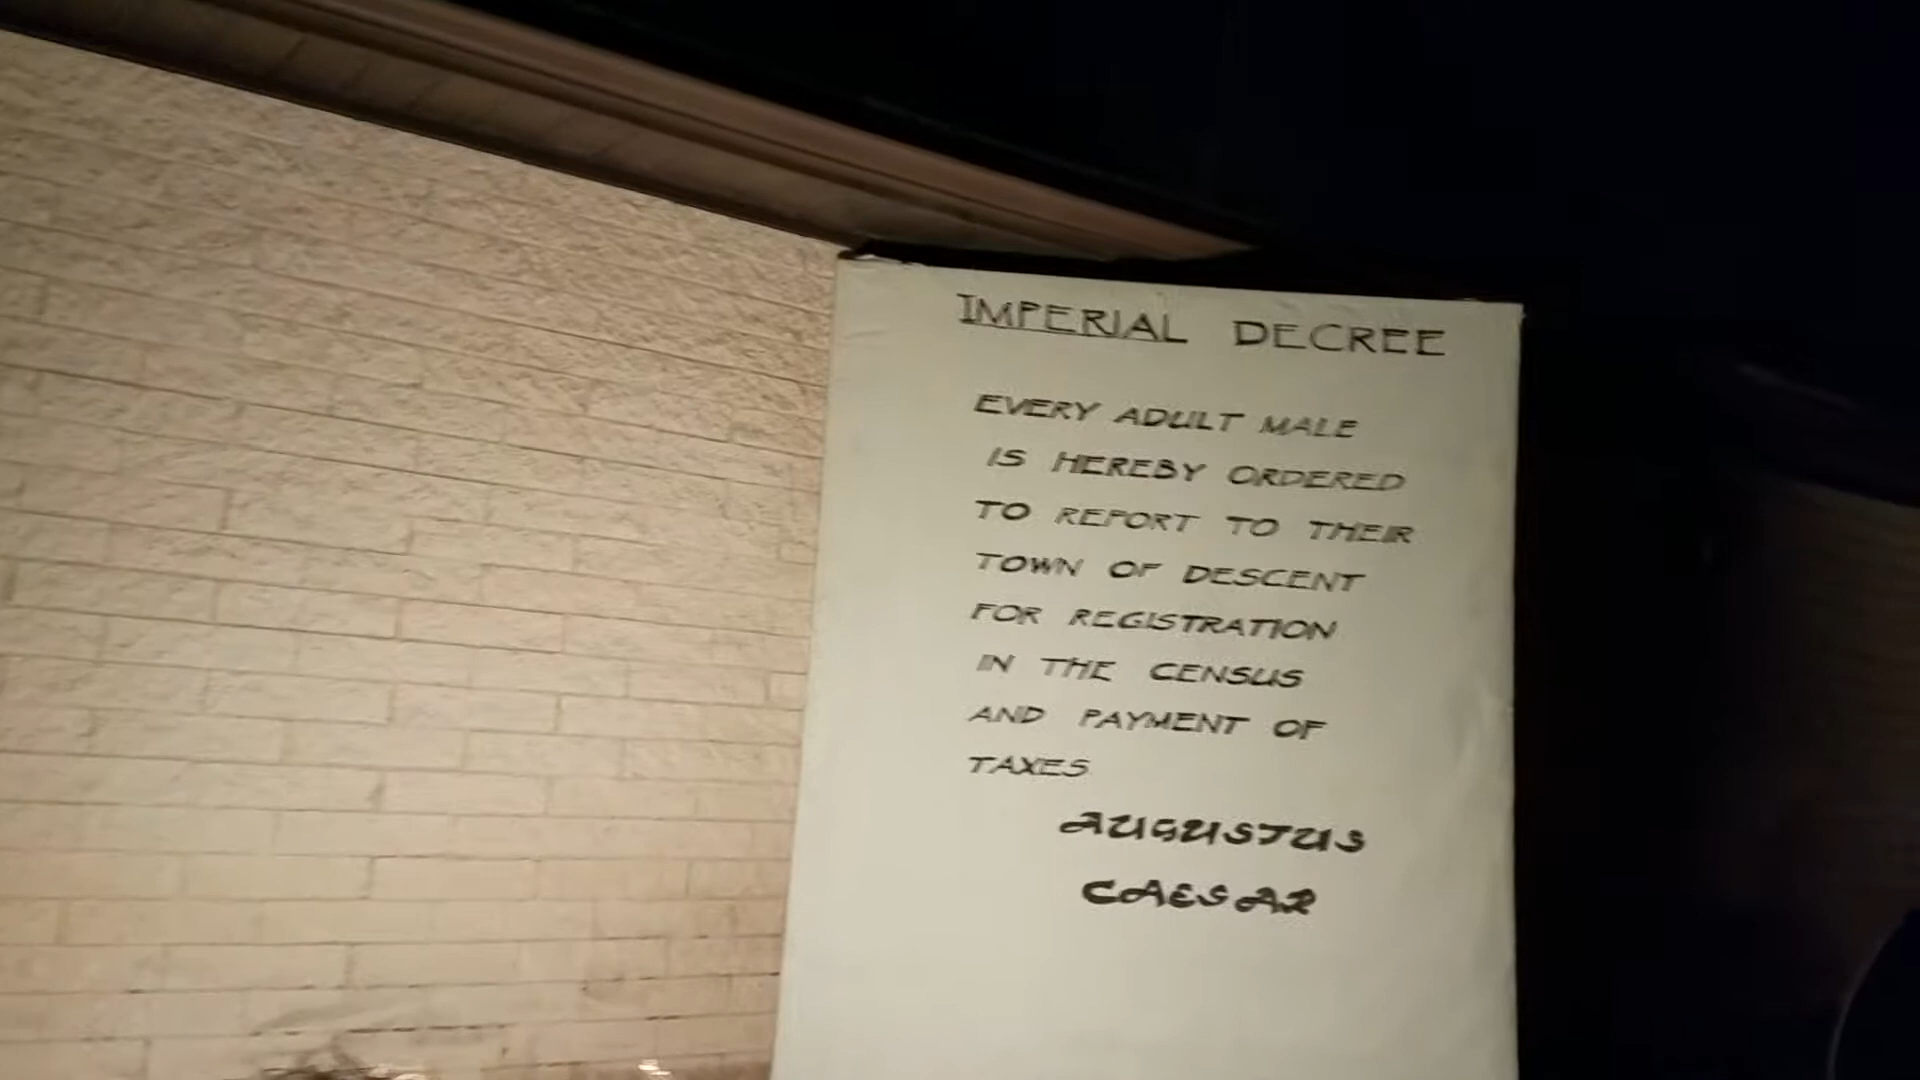 IMPERIAL DECREE
EVERY ADULT MALE
IS HEREBY ORDERED
TO REPORT TO THEIR
TOWN OF DESCENT
FOR REGISTRATION
IN THE CENSUS
AND PAYMENT OF
TAXES
AUGUSTUS
CAESAR